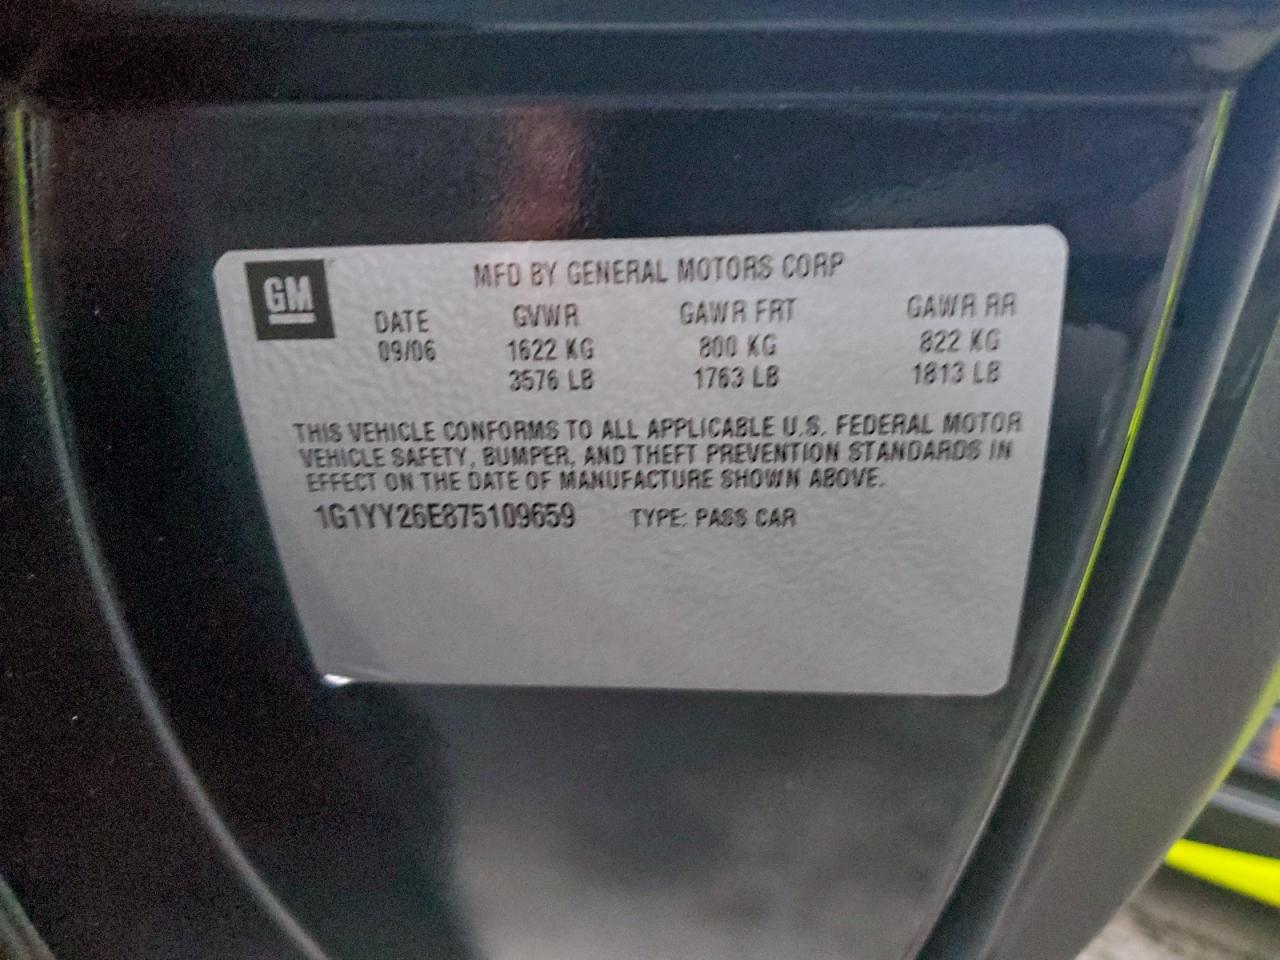 GM
MFD BY GENERAL MOTORS CORP
DATE GVWR GAWR FRT GAWR RR
09/06 1622 KG 800 KG 822 KG
3576 LB 1763 LB 1813 LB
THIS VEHICLE CONFORMS TO ALL APPLICABLE U.S. FEDERAL MOTOR
VEHICLE SAFETY, BUMPER, AND THEFT PREVENTION STANDARDS IN
EFFECT ON THE DATE OF MANUFACTURE SHOWN ABOVE.
1G1YY26E875109659 TYPE: PASS CAR